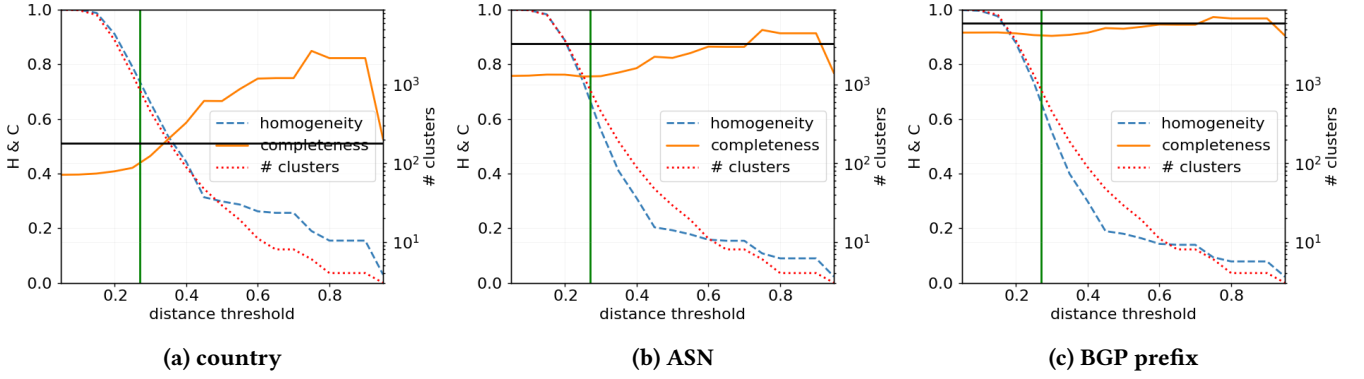 1.0
0.8
0.6
0.4
0.2
0.0
H & C
0.2 0.4 0.6 0.8
distance threshold
10³
10²
10¹
# clusters
homogeneity
completeness
# clusters
(a) country
1.0
0.8
0.6
0.4
0.2
0.0
H & C
0.2 0.4 0.6 0.8
distance threshold
10³
10²
10¹
# clusters
homogeneity
completeness
# clusters
(b) ASN
1.0
0.8
0.6
0.4
0.2
0.0
H & C
0.2 0.4 0.6 0.8
distance threshold
10³
10²
10¹
# clusters
homogeneity
completeness
# clusters
(c) BGP prefix